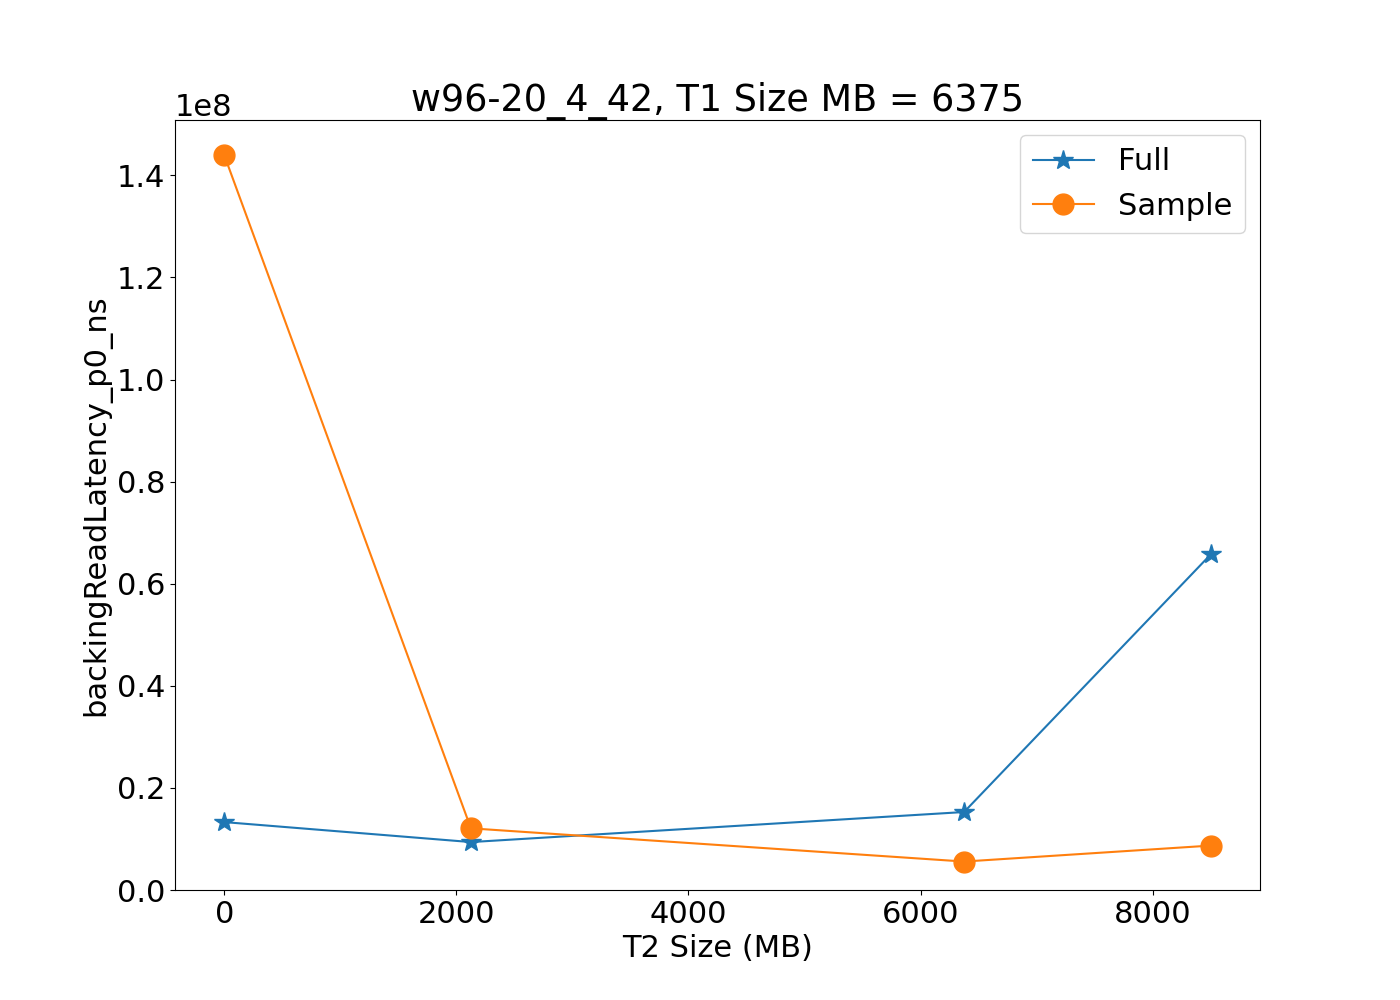 w96-20_4_42, T1 Size MB = 6375
1e8
Full
Sample
1.4
1.2
1.0
0.8
0.6
0.4
0.2
0.0
backingReadLatency_p0_ns
0 2000 4000 6000 8000
T2 Size (MB)